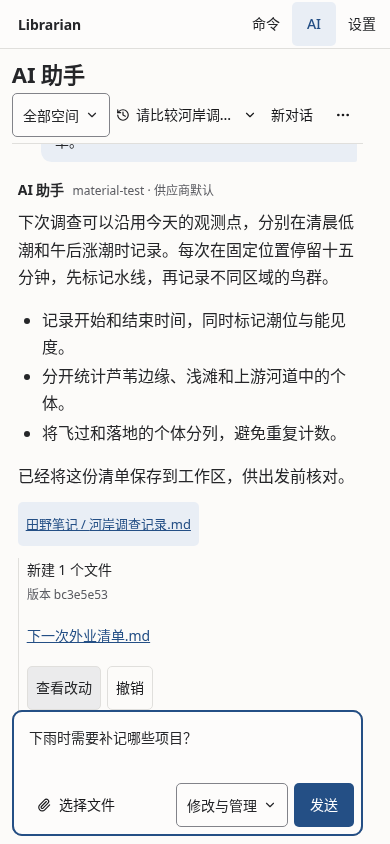 Librarian
命令
AI
设置
AI 助手
全部空间
请比较河岸调...
新对话
AI 助手 material-test · 供应商默认
下次调查可以沿用今天的观测点，分别在清晨低
潮和午后涨潮时记录。每次在固定位置停留十五
分钟，先标记水线，再记录不同区域的鸟群。
• 记录开始和结束时间，同时标记潮位与能见
度。
• 分开统计芦苇边缘、浅滩和上游河道中的个
体。
• 将飞过和落地的个体分列，避免重复计数。
已经将这份清单保存到工作区，供出发前核对。
田野笔记 / 河岸调查记录.md
新建 1 个文件
版本 bc3e5e53
下一次外业清单.md
查看改动
撤销
下雨时需要补记哪些项目？
选择文件
修改与管理
发送